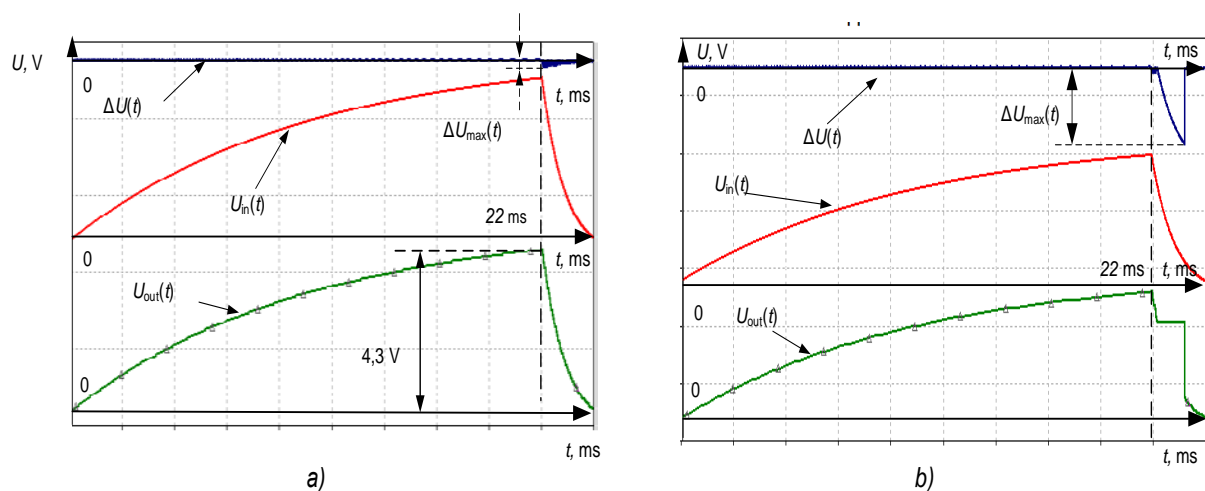 U, V
0
t, ms
ΔU(t)
ΔUmax(t)
Uin(t)
22 ms
0
t, ms
Uout(t)
4,3 V
0
t, ms
a)
U, V
t, ms
0
ΔUmax(t)
ΔU(t)
Uin(t)
22 ms
t, ms
0
Uout(t)
0
t, ms
b)